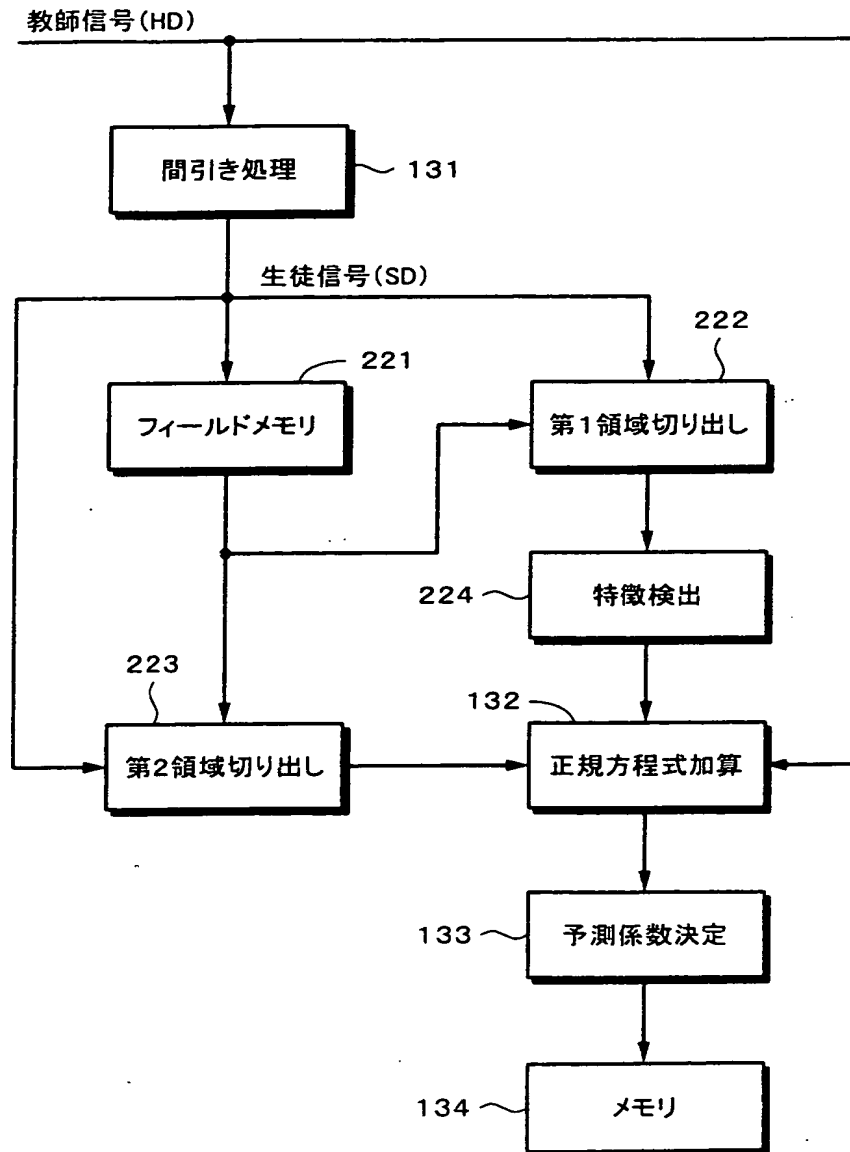 教師信号(HD)
間引き処理
131
生徒信号(SD)
221
222
フィールドメモリ
第1領域切り出し
224
特徴検出
223
132
第2領域切り出し
正規方程式加算
133
予測係数決定
134
メモリ